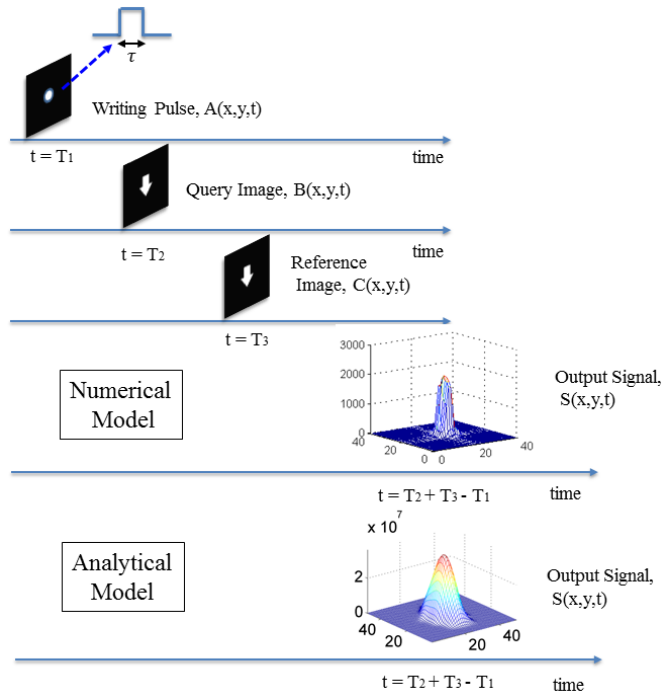 τ
Writing Pulse, A(x,y,t)
t = T1 time
Query Image, B(x,y,t)
t = T2 time
Reference
Image, C(x,y,t)
t = T3 time
Numerical
Model
3000
2000
1000
0
40
20
0
0
20
40
Output Signal,
S(x,y,t)
t = T2 + T3 - T1 time
Analytical
Model
x 10^7
2
0
40
20
20
40
Output Signal,
S(x,y,t)
t = T2 + T3 - T1 time